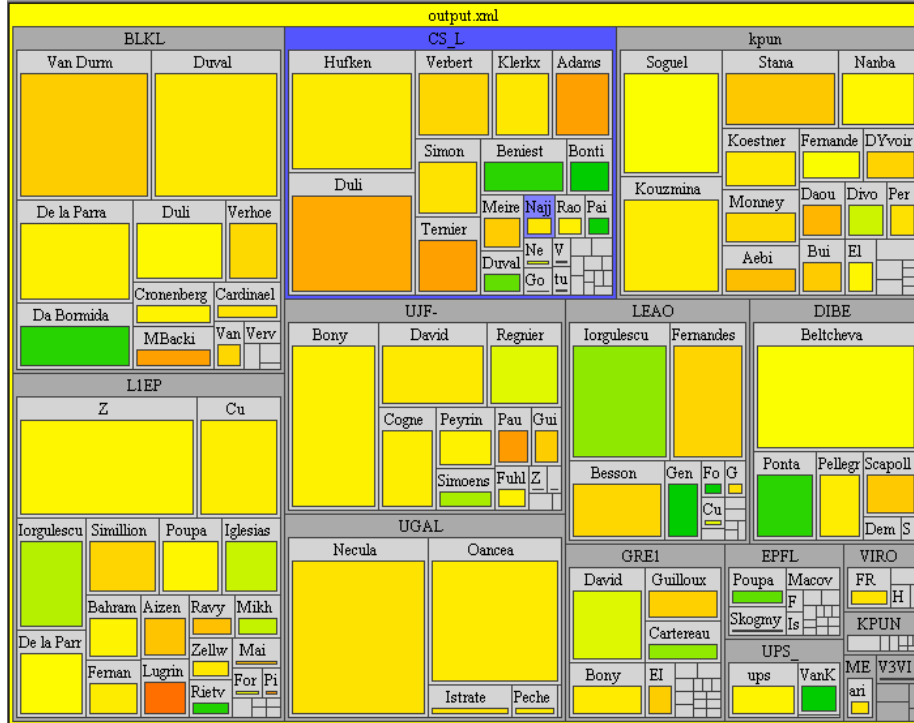 output.xml
BLKL
Van Durm Duval
De la Parra Duli Verhoe
Cronenberg Cardinael
Da Bormida MBacki Van Verv
CS_L
Hufken Verbert Klerkx Adams
Simon Beniest Bonti
Duli
Meire Najj Rao Pai
Ternier
Ne V
Duval Go tu
kpun
Soguel Stana Nanba
Koestner Fernande DYvoir
Kouzmina Monney Daou Divo Per
Aebi Bui El
L1EP
Z Cu
Iorgulescu Simillion Poupa Iglesias
Bahram Aizen Ravy Mikh
De la Parr Zellw Mai
Fernan Lugrin Rietv For Pi
UJF-
Bony David Regnier
Cogne Peyrin Pau Gui
Simoens Fuhl Z
UGAL
Necula Oancea
Istrate Peche
LEAO
Iorgulescu Fernandes
Besson Gen Fo G
Cu
DIBE
Beltcheva
Ponta Pellegr Scapoll
Dem S
GRE1
David Guilloux
Cartereau
Bony EI
EPFL
Poupa Macov
F
Skogmy Is
UPS_
ups VanK
VIRO
FR H
KPUN
ME V3VI
ari